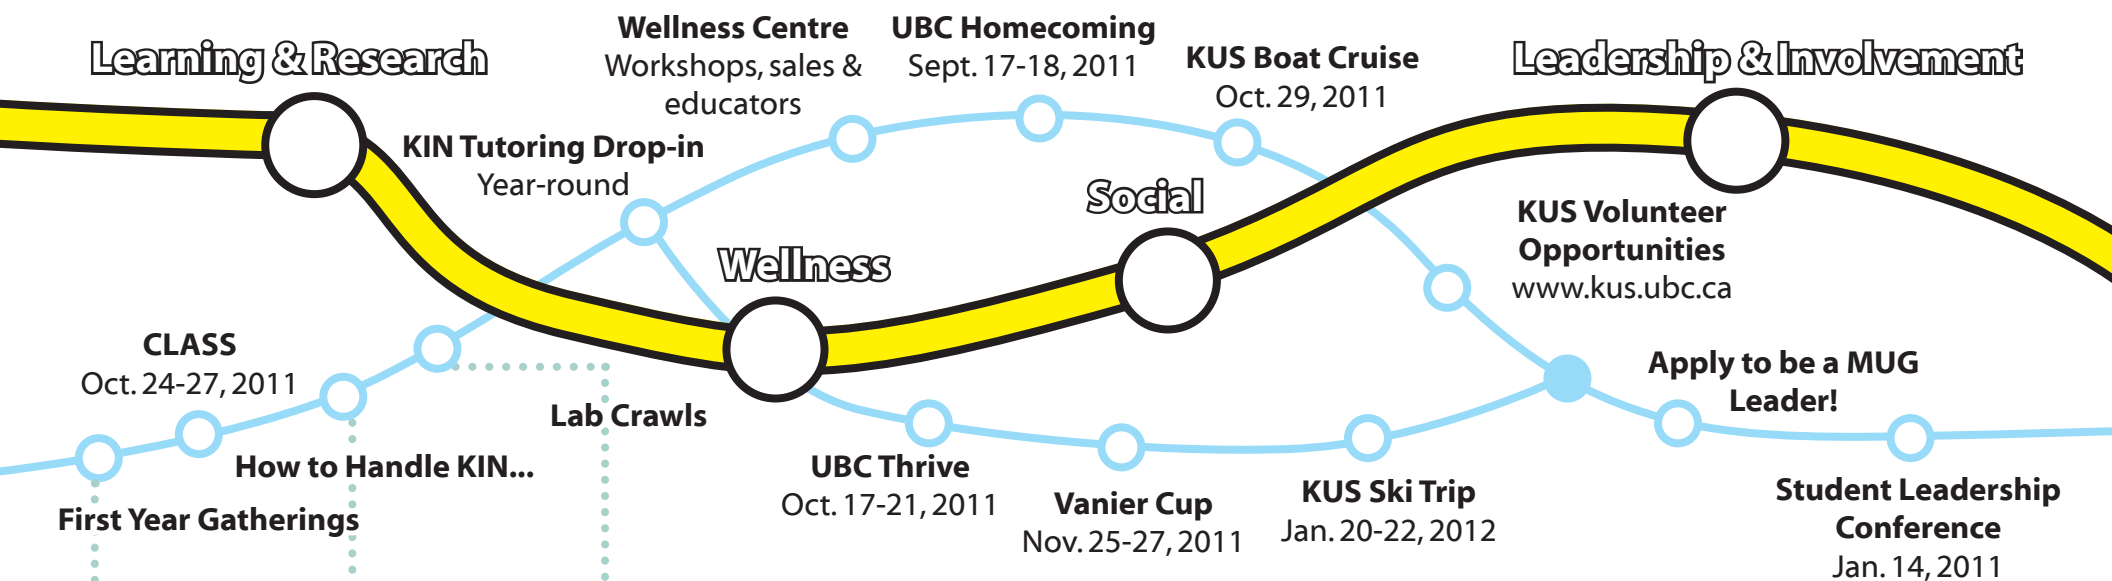 Learning & Research
Wellness Centre
Workshops, sales &
educators
UBC Homecoming
Sept. 17-18, 2011
KUS Boat Cruise
Oct. 29, 2011
Leadership & Involvement
KIN Tutoring Drop-in
Year-round
Social
KUS Volunteer
Opportunities
www.kus.ubc.ca
Wellness
CLASS
Oct. 24-27, 2011
Apply to be a MUG
Leader!
Lab Crawls
How to Handle KIN...
First Year Gatherings
UBC Thrive
Oct. 17-21, 2011
Vanier Cup
Nov. 25-27, 2011
KUS Ski Trip
Jan. 20-22, 2012
Student Leadership
Conference
Jan. 14, 2011